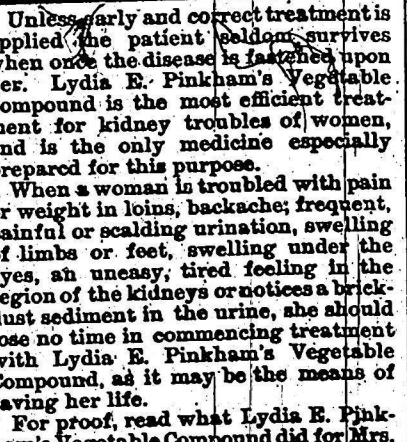 Unless early and correct treatment is
applied the patient seldom survives
when once the disease is fastened upon
her. Lydia E. Pinkham's Vegetable
Compound is the most efficient treat-
ment for kidney troubles of women,
and is the only medicine especially
prepared for this purpose.
When a woman is troubled with pain
or weight in loins, backache; frequent,
painful or scalding urination, swelling
of limbs or feet, swelling under the
eyes, an uneasy, tired feeling in the
region of the kidneys or notices a brick-
dust sediment in the urine, she should
lose no time in commencing treatment
with Lydia E. Pinkham's Vegetable
Compound, as it may be the means of
saving her life.
For proof, read what Lydia E. Pink-
ham's Vegetable Compound did for Mrs.